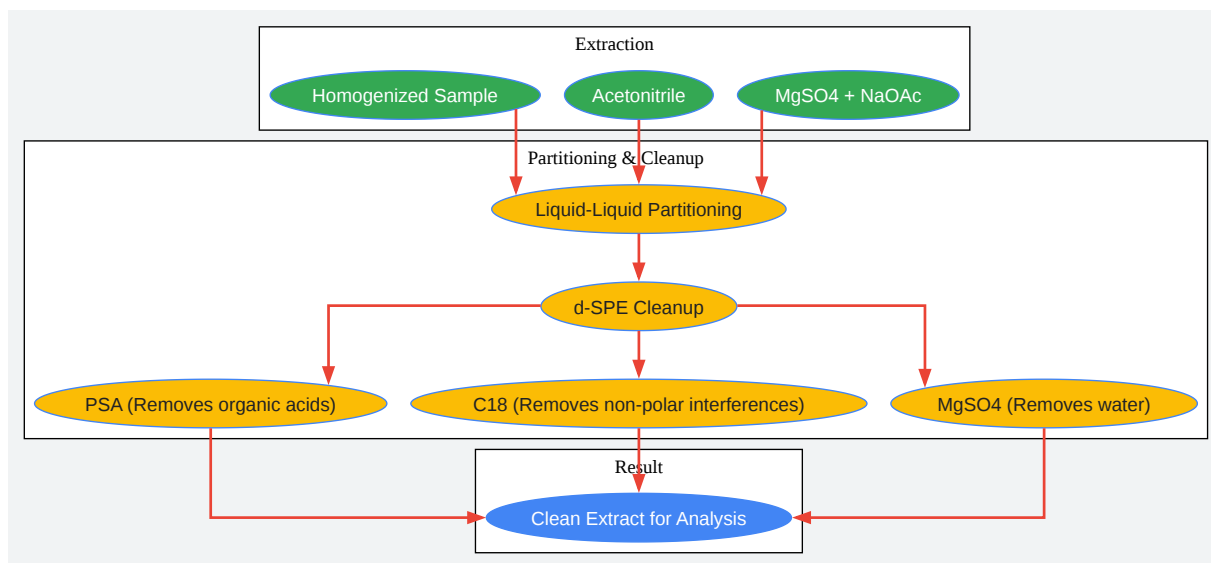 Extraction
Homogenized Sample
Acetonitrile
MgSO4 + NaOAc
Partitioning & Cleanup
Liquid-Liquid Partitioning
d-SPE Cleanup
PSA (Removes organic acids)
C18 (Removes non-polar interferences)
MgSO4 (Removes water)
Result
Clean Extract for Analysis